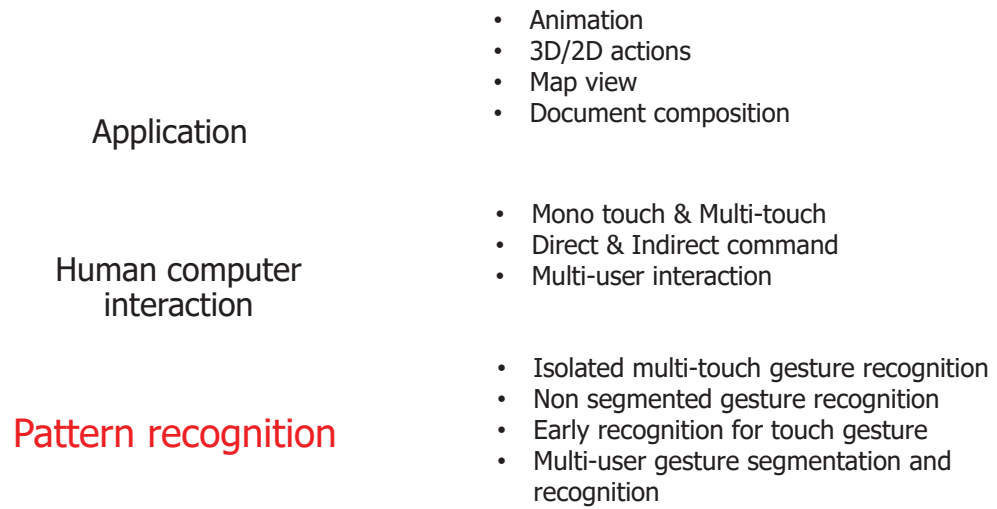 Application
• Animation
• 3D/2D actions
• Map view
• Document composition
Human computer
interaction
• Mono touch & Multi-touch
• Direct & Indirect command
• Multi-user interaction
Pattern recognition
• Isolated multi-touch gesture recognition
• Non segmented gesture recognition
• Early recognition for touch gesture
• Multi-user gesture segmentation and
recognition